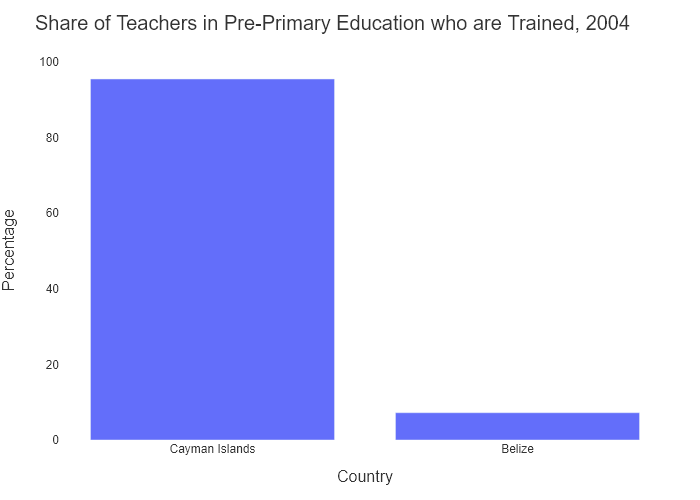 Share of Teachers in Pre-Primary Education who are Trained, 2004
100
80
60
40
20
0
Percentage
Cayman Islands
Belize
Country